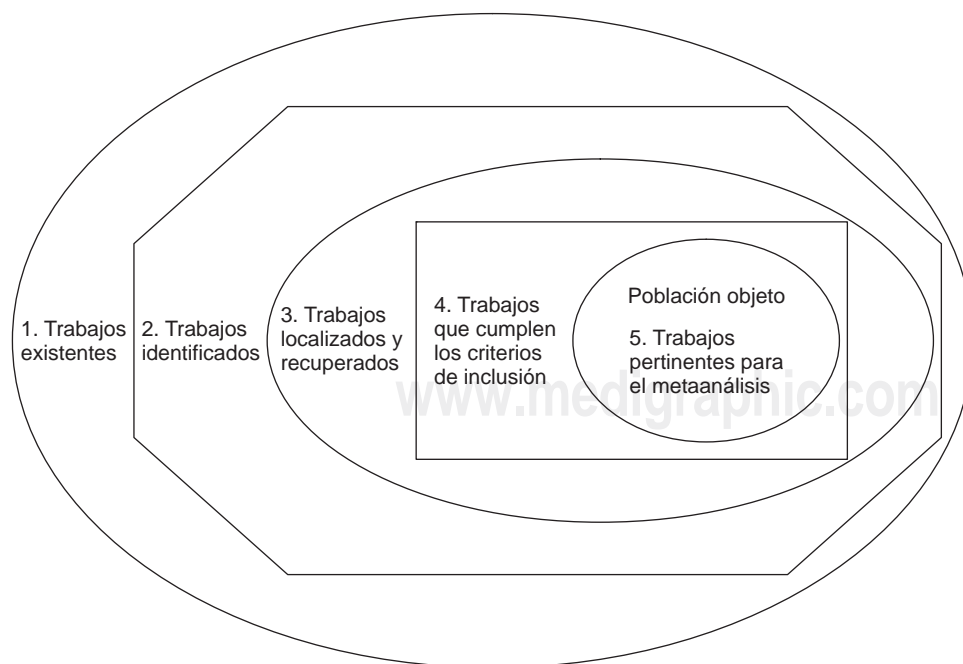 1. Trabajos
existentes
2. Trabajos
identificados
3. Trabajos
localizados y
recuperados
4. Trabajos
que cumplen
los criterios
de inclusión
Población objeto
5. Trabajos
pertinentes para
el metaanálisis
www.medigraphic.com